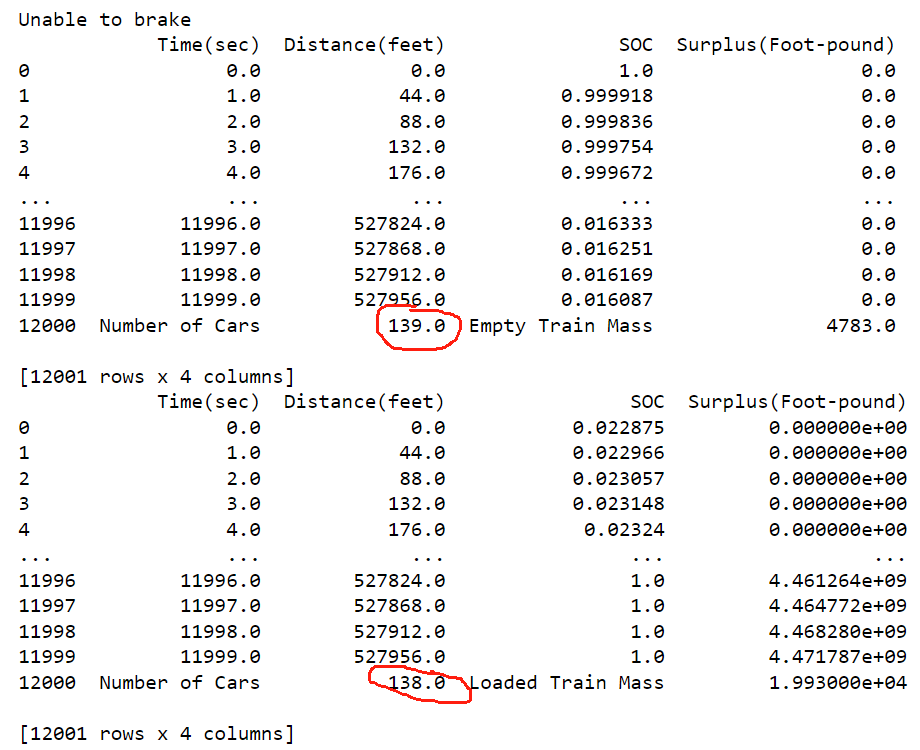 Unable to brake
Time(sec) Distance(feet) SOC Surplus(Foot-pound)
0 0.0 0.0 1.0 0.0
1 1.0 44.0 0.999918 0.0
2 2.0 88.0 0.999836 0.0
3 3.0 132.0 0.999754 0.0
4 4.0 176.0 0.999672 0.0
... ... ... ... ...
11996 11996.0 527824.0 0.016333 0.0
11997 11997.0 527868.0 0.016251 0.0
11998 11998.0 527912.0 0.016169 0.0
11999 11999.0 527956.0 0.016087 0.0
12000 Number of Cars 139.0 Empty Train Mass 4783.0
[12001 rows x 4 columns]
Time(sec) Distance(feet) SOC Surplus(Foot-pound)
0 0.0 0.0 0.022875 0.000000e+00
1 1.0 44.0 0.022966 0.000000e+00
2 2.0 88.0 0.023057 0.000000e+00
3 3.0 132.0 0.023148 0.000000e+00
4 4.0 176.0 0.02324 0.000000e+00
... ... ... ... ...
11996 11996.0 527824.0 1.0 4.461264e+09
11997 11997.0 527868.0 1.0 4.464772e+09
11998 11998.0 527912.0 1.0 4.468280e+09
11999 11999.0 527956.0 1.0 4.471787e+09
12000 Number of Cars 138.0 Loaded Train Mass 1.993000e+04
[12001 rows x 4 columns]